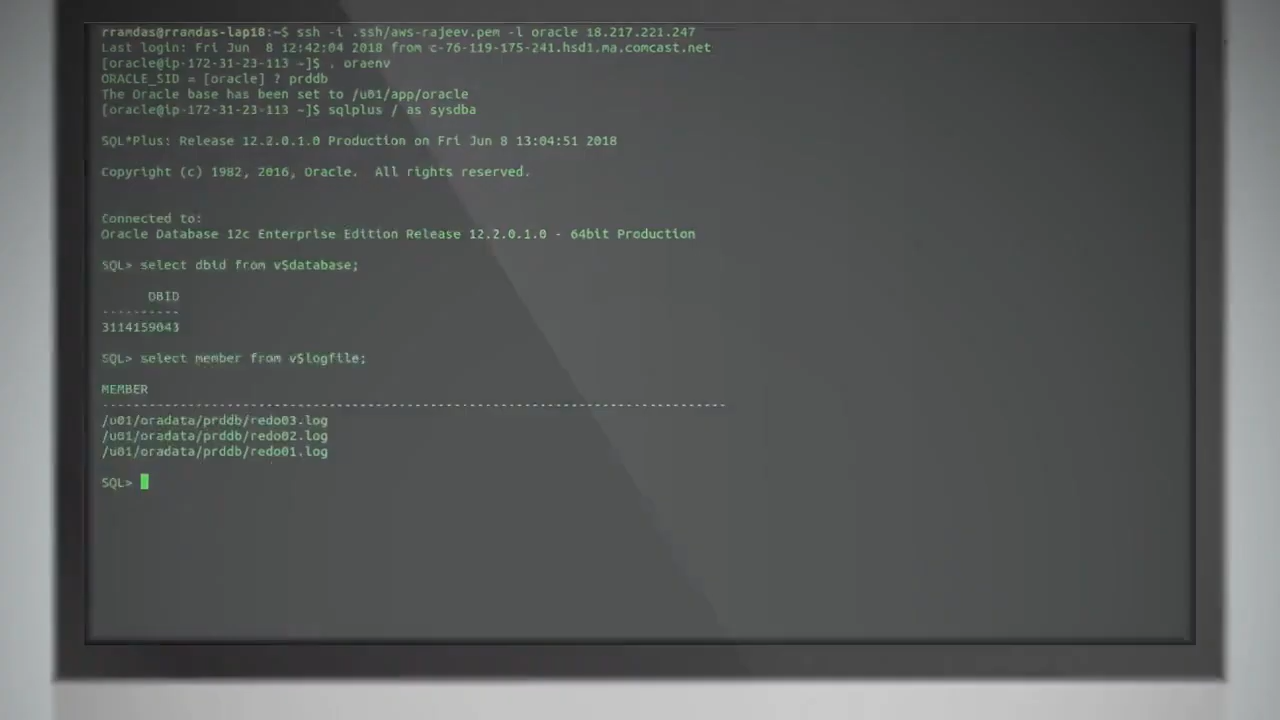 rramdas@rramdas-lap18:~$ ssh -i .ssh/aws-rajeev.pem -l oracle 18.217.221.247
Last login: Fri Jun  8 12:42:04 2018 from c-76-119-175-241.hsd1.ma.comcast.net
[oracle@ip-172-31-23-113 ~]$ . oraenv
ORACLE_SID = [oracle] ? prddb
The Oracle base has been set to /u01/app/oracle
[oracle@ip-172-31-23-113 ~]$ sqlplus / as sysdba
SQL*Plus: Release 12.2.0.1.0 Production on Fri Jun 8 13:04:51 2018
Copyright (c) 1982, 2016, Oracle.  All rights reserved.
Connected to:
Oracle Database 12c Enterprise Edition Release 12.2.0.1.0 - 64bit Production
SQL> select dbid from v$database;
DBID
----------
3114159043
SQL> select member from v$logfile;
MEMBER
--------------------------------------------------------------------------------
/u01/oradata/prddb/redo03.log
/u01/oradata/prddb/redo02.log
/u01/oradata/prddb/redo01.log
SQL>